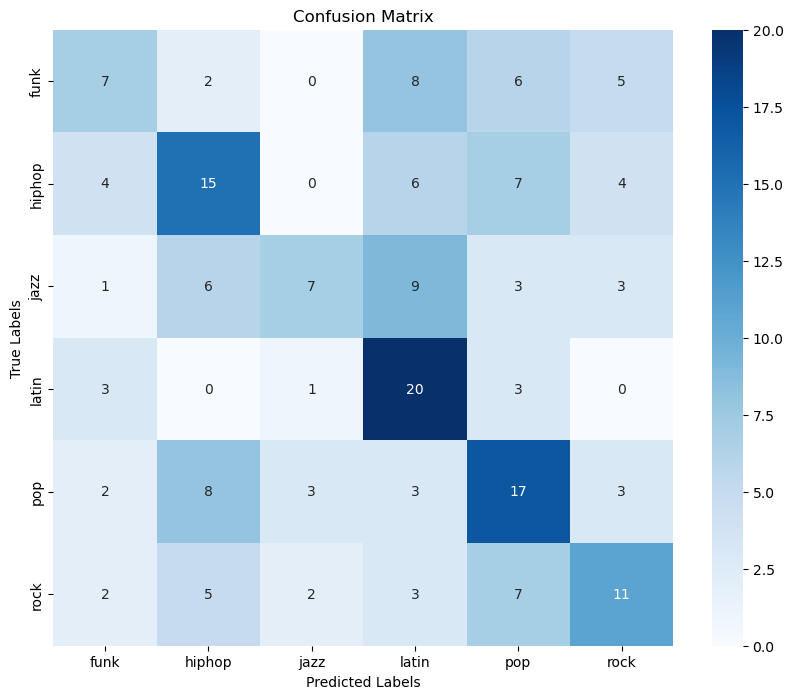 Confusion Matrix
True Labels
funk 7 2 0 8 6 5
hiphop 4 15 0 6 7 4
jazz 1 6 7 9 3 3
latin 3 0 1 20 3 0
pop 2 8 3 3 17 3
rock 2 5 2 3 7 11
funk hiphop jazz latin pop rock
Predicted Labels
20.0
17.5
15.0
12.5
10.0
7.5
5.0
2.5
0.0